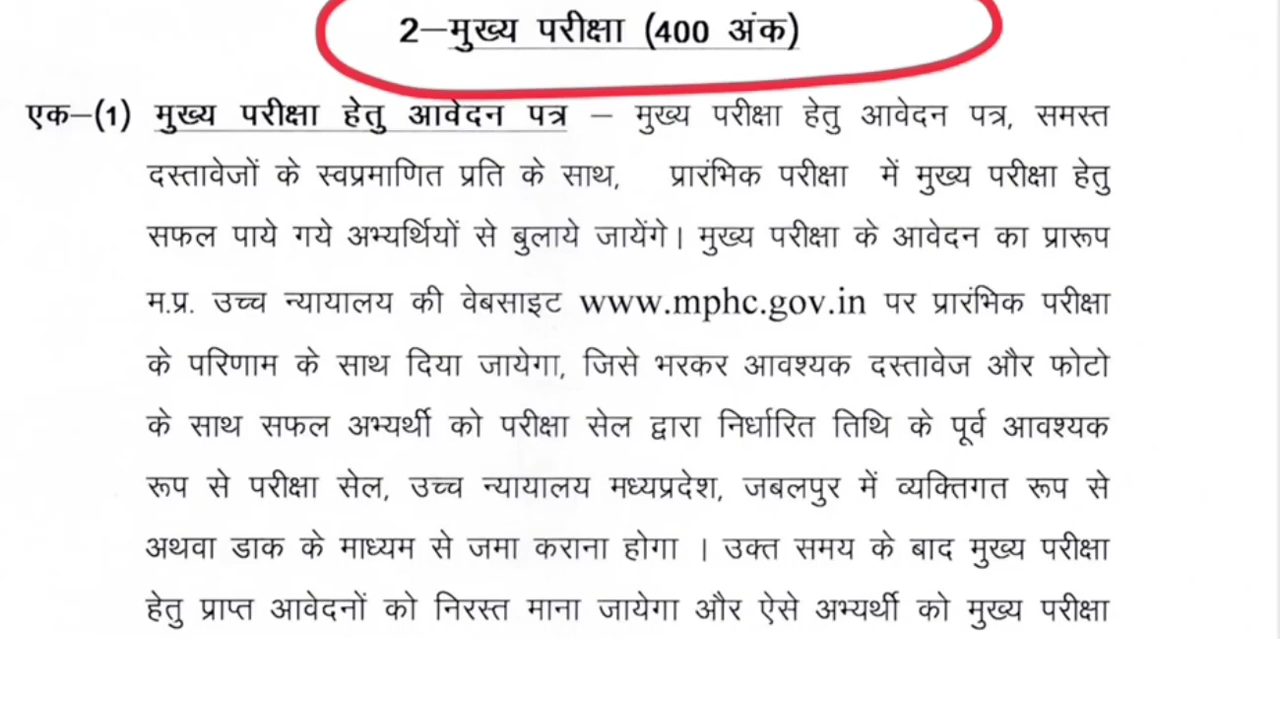 2–मुख्य परीक्षा (400 अंक)
एक–(1) मुख्य परीक्षा हेतु आवेदन पत्र – मुख्य परीक्षा हेतु आवेदन पत्र, समस्त
दस्तावेजों के स्वप्रमाणित प्रति के साथ, प्रारंभिक परीक्षा में मुख्य परीक्षा हेतु
सफल पाये गये अभ्यर्थियों से बुलाये जायेंगे। मुख्य परीक्षा के आवेदन का प्रारूप
म.प्र. उच्च न्यायालय की वेबसाइट www.mphc.gov.in पर प्रारंभिक परीक्षा
के परिणाम के साथ दिया जायेगा, जिसे भरकर आवश्यक दस्तावेज और फोटो
के साथ सफल अभ्यर्थी को परीक्षा सेल द्वारा निर्धारित तिथि के पूर्व आवश्यक
रूप से परीक्षा सेल, उच्च न्यायालय मध्यप्रदेश, जबलपुर में व्यक्तिगत रूप से
अथवा डाक के माध्यम से जमा कराना होगा । उक्त समय के बाद मुख्य परीक्षा
हेतु प्राप्त आवेदनों को निरस्त माना जायेगा और ऐसे अभ्यर्थी को मुख्य परीक्षा